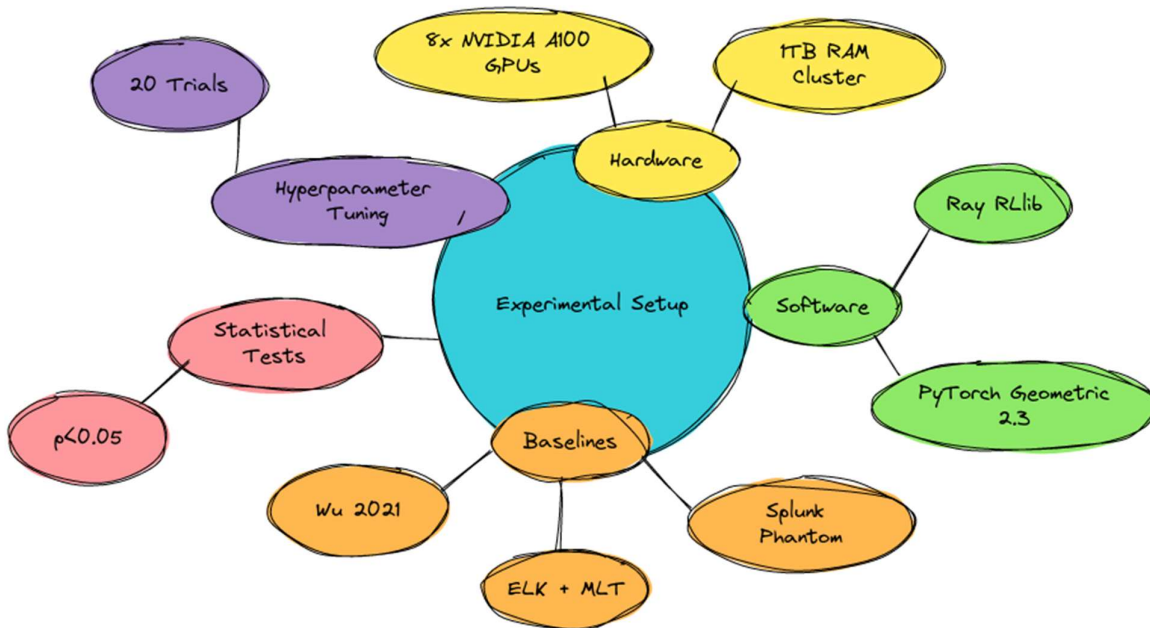 8x NVIDIA A100
GPUs
1TB RAM
Cluster
20 Trials
Hardware
Hyperparameter
Tuning
Ray RLlib
Experimental Setup
Software
Statistical
Tests
PyTorch Geometric
2.3
p<0.05
Baselines
Wu 2021
Splunk
Phantom
ELK + MLT